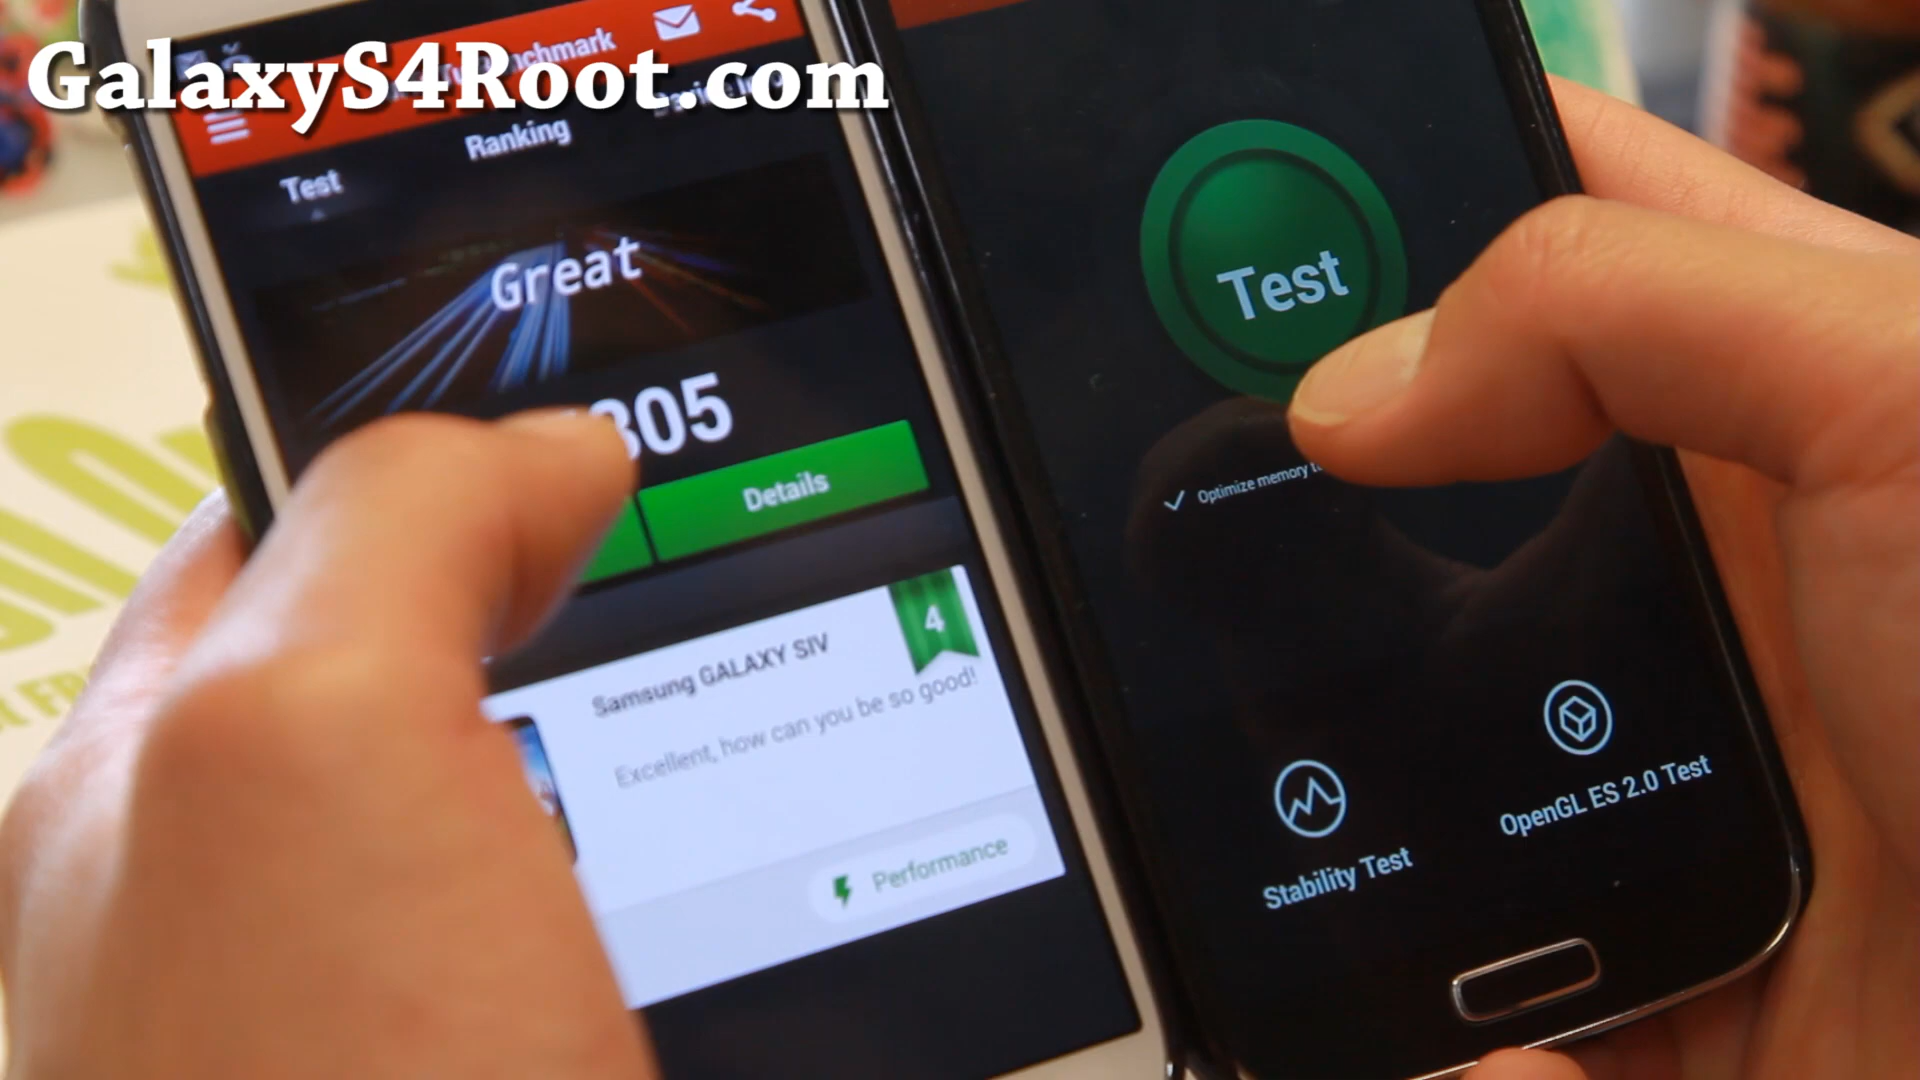 GalaxyS4Root.com
Ranking
Test
Great
305
Details
4
Samsung GALAXY SIV
Excellent, how can you be so good!
Performance
Test
Optimize memory
Stability Test
OpenGL ES 2.0 Test